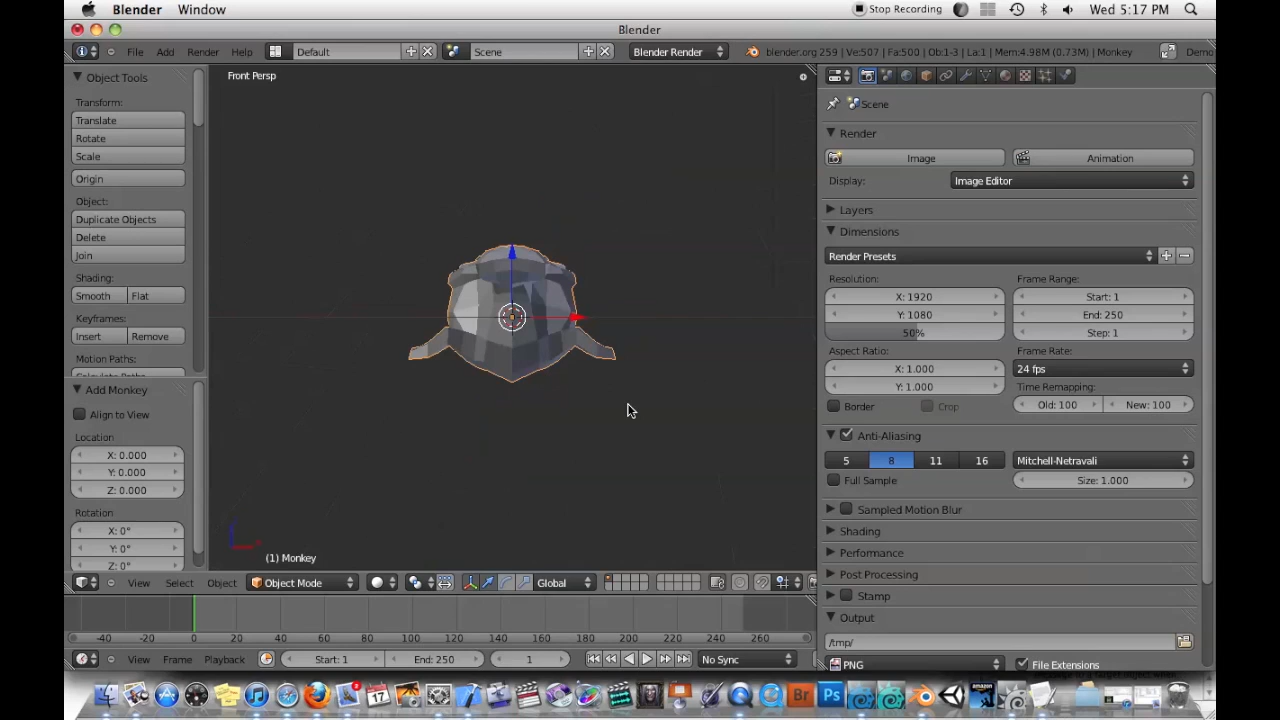 Blender Window Stop Recording Wed 5:17 PM
Blender
File Add Render Help Default Scene Blender Render blender.org 259 | Ve:507 | Fa:500 | Ob:1-3 | La:1 | Mem:4.98M (0.73M) | Monkey Demo
Object Tools
Transform:
Translate
Rotate
Scale
Origin
Object:
Duplicate Objects
Delete
Join
Shading:
Smooth Flat
Keyframes:
Insert Remove
Motion Paths:
Add Monkey
Align to View
Location
X: 0.000
Y: 0.000
Z: 0.000
Rotation
X: 0°
Y: 0°
Z: 0°
Front Persp
(1) Monkey
View Select Object Object Mode Global
-40 -20 0 20 40 60 80 100 120 140 160 180 200 220 240 260
View Frame Playback Start: 1 End: 250 1 No Sync
Scene
Render
Image Animation
Display: Image Editor
Layers
Dimensions
Render Presets
Resolution: Frame Range:
X: 1920 Start: 1
Y: 1080 End: 250
50% Step: 1
Aspect Ratio: Frame Rate:
X: 1.000 24 fps
Y: 1.000 Time Remapping:
Border Crop Old: 100 New: 100
Anti-Aliasing
5 8 11 16 Mitchell-Netravali
Full Sample Size: 1.000
Sampled Motion Blur
Shading
Performance
Post Processing
Stamp
Output
/tmp/
PNG File Extensions
17 Br Ps